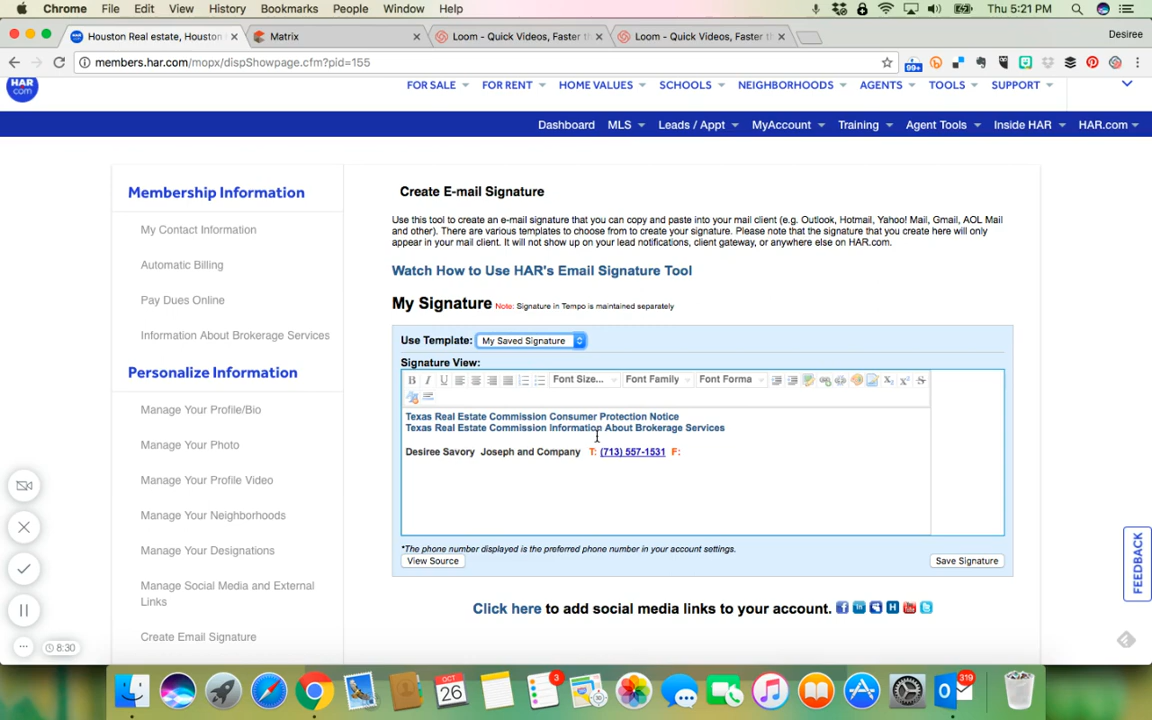 Chrome File Edit View History Bookmarks People Window Help Thu 5:21 PM
Houston Real estate, Houston Matrix Loom - Quick Videos, Faster th Loom - Quick Videos, Faster th Desiree
members.har.com/mopx/dispShowpage.cfm?pid=155 99+
HAR com FOR SALE FOR RENT HOME VALUES SCHOOLS NEIGHBORHOODS AGENTS TOOLS SUPPORT
Dashboard MLS Leads / Appt MyAccount Training Agent Tools Inside HAR HAR.com
Membership Information
My Contact Information
Automatic Billing
Pay Dues Online
Information About Brokerage Services
Personalize Information
Manage Your Profile/Bio
Manage Your Photo
Manage Your Profile Video
Manage Your Neighborhoods
Manage Your Designations
Manage Social Media and External
Links
Create Email Signature
Create E-mail Signature
Use this tool to create an e-mail signature that you can copy and paste into your mail client (e.g. Outlook, Hotmail, Yahoo! Mail, Gmail, AOL Mail
and other). There are various templates to choose from to create your signature. Please note that the signature that you create here will only
appear in your mail client. It will not show up on your lead notifications, client gateway, or anywhere else on HAR.com.
Watch How to Use HAR's Email Signature Tool
My Signature Note: Signature in Tempo is maintained separately
Use Template: My Saved Signature
Signature View:
B I U Font Size... Font Family Font Forma
Texas Real Estate Commission Consumer Protection Notice
Texas Real Estate Commission Information About Brokerage Services
Desiree Savory Joseph and Company T: (713) 557-1531 F:
*The phone number displayed is the preferred phone number in your account settings.
View Source Save Signature
Click here to add social media links to your account.
FEEDBACK
8:30
OCT 26 3 319